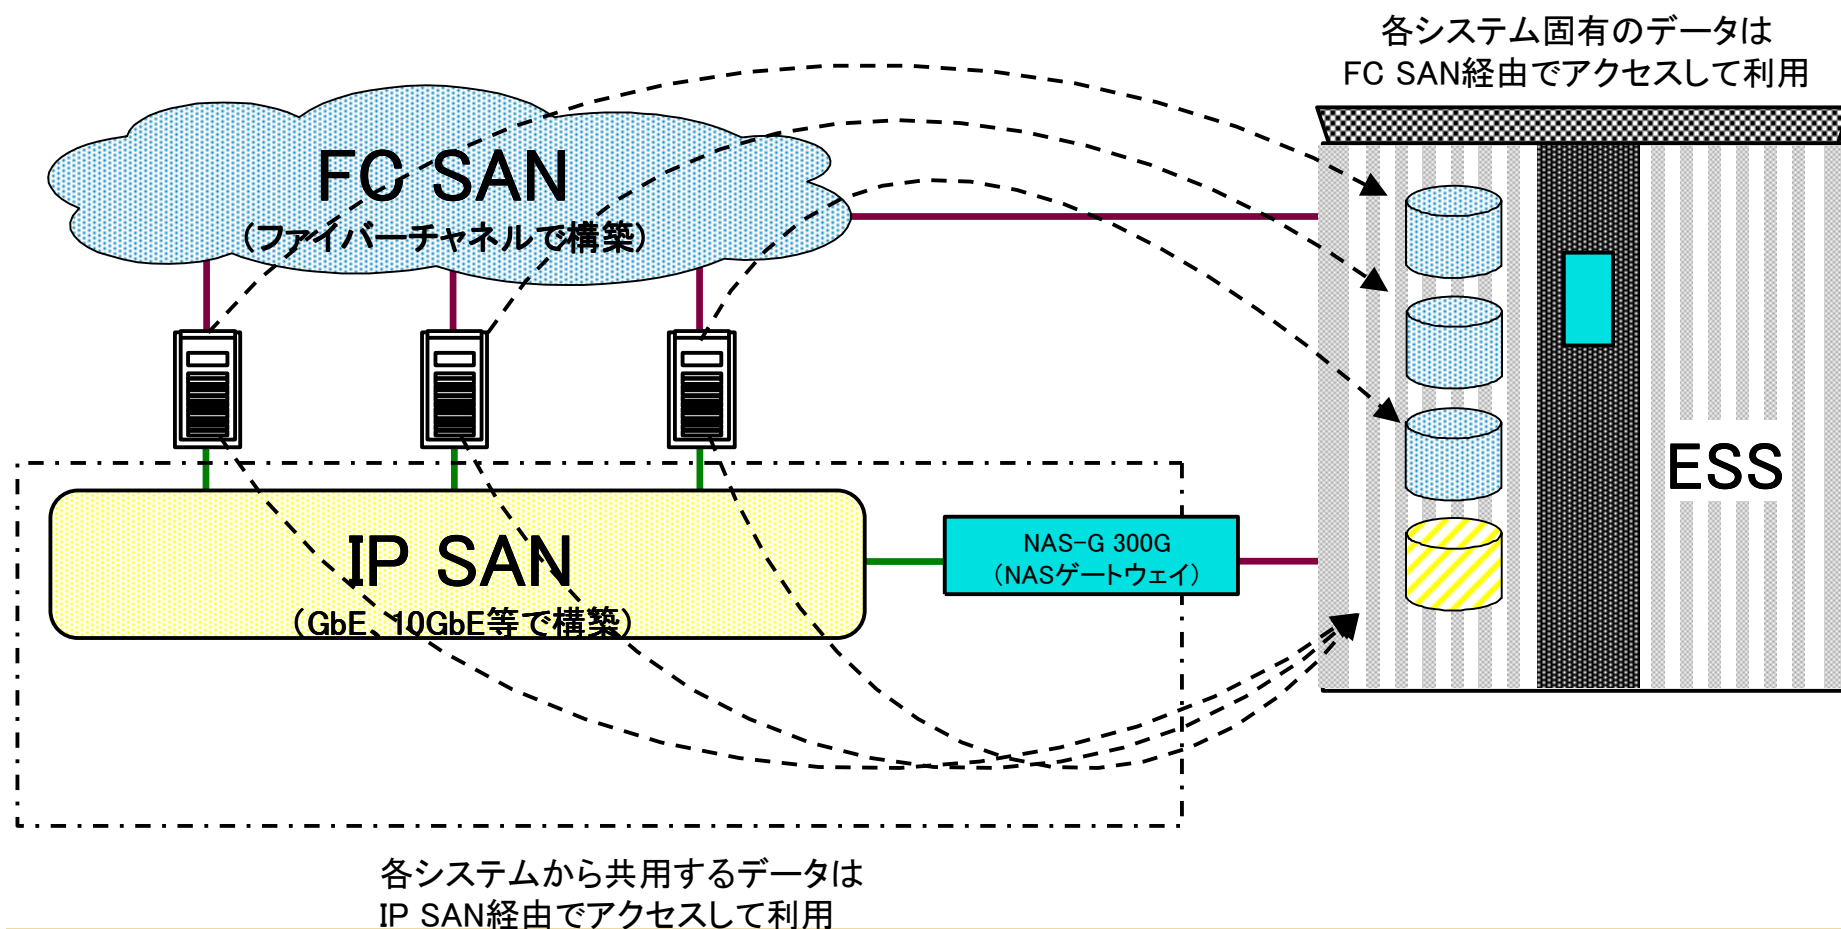 各システム固有のデータは
FC SAN経由でアクセスして利用
FC SAN
(ファイバーチャネルで構築)
ESS
IP SAN
(GbE、10GbE等で構築)
NAS-G 300G
(NASゲートウェイ)
各システムから共用するデータは
IP SAN経由でアクセスして利用